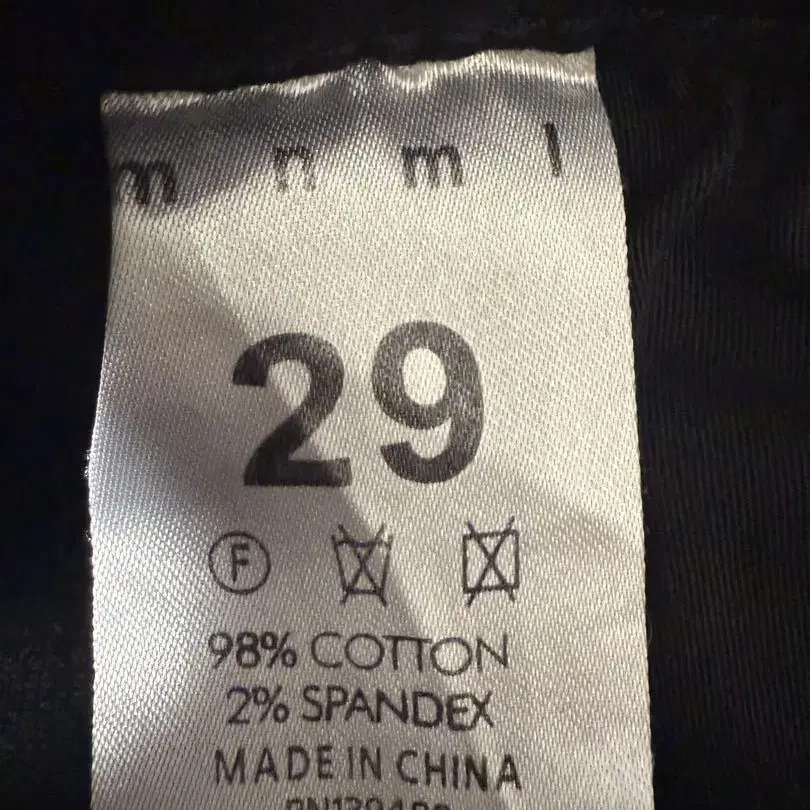 m n m l
29
F
98% COTTON
2% SPANDEX
MADE IN CHINA